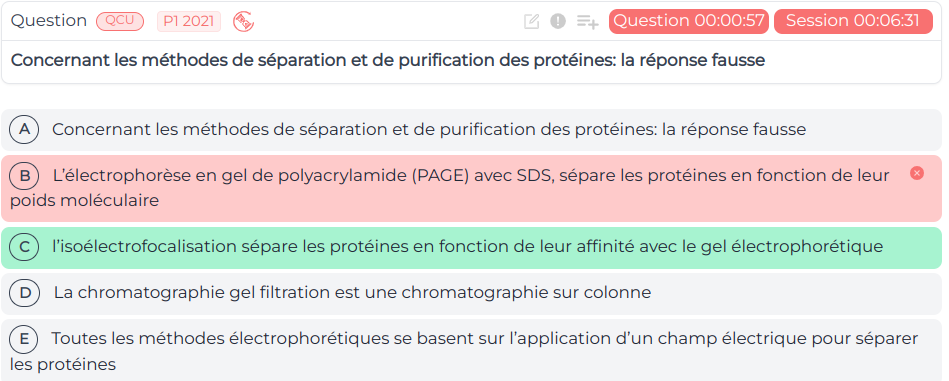 Question QCU P1 2021 Question 00:00:57 Session 00:06:31
Concernant les méthodes de séparation et de purification des protéines: la réponse fausse
A Concernant les méthodes de séparation et de purification des protéines: la réponse fausse
B L'électrophorèse en gel de polyacrylamide (PAGE) avec SDS, sépare les protéines en fonction de leur
poids moléculaire
C l'isoélectrofocalisation sépare les protéines en fonction de leur affinité avec le gel électrophorétique
D La chromatographie gel filtration est une chromatographie sur colonne
E Toutes les méthodes électrophorétiques se basent sur l'application d'un champ électrique pour séparer
les protéines